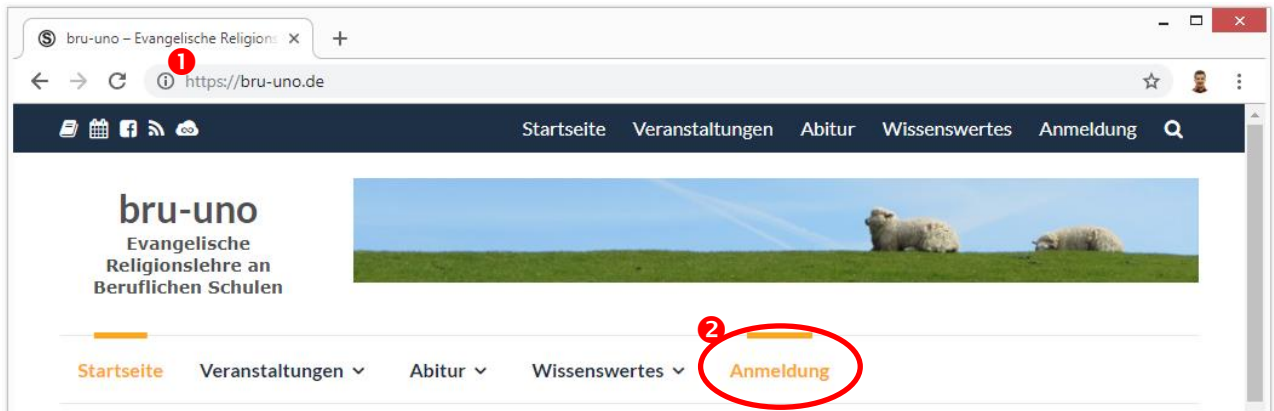 bru-uno – Evangelische Religions
1
https://bru-uno.de
Startseite Veranstaltungen Abitur Wissenswertes Anmeldung
bru-uno
Evangelische
Religionslehre an
Beruflichen Schulen
2
Startseite Veranstaltungen Abitur Wissenswertes Anmeldung